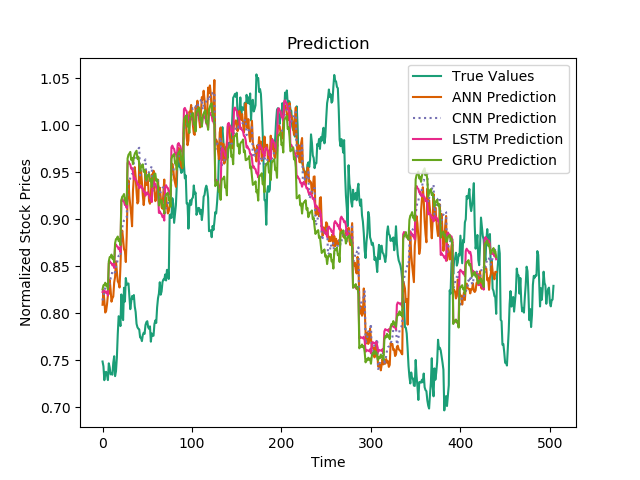 Prediction
1.05
1.00
0.95
0.90
0.85
0.80
0.75
0.70
Normalized Stock Prices
0 100 200 300 400 500
Time
True Values
ANN Prediction
CNN Prediction
LSTM Prediction
GRU Prediction